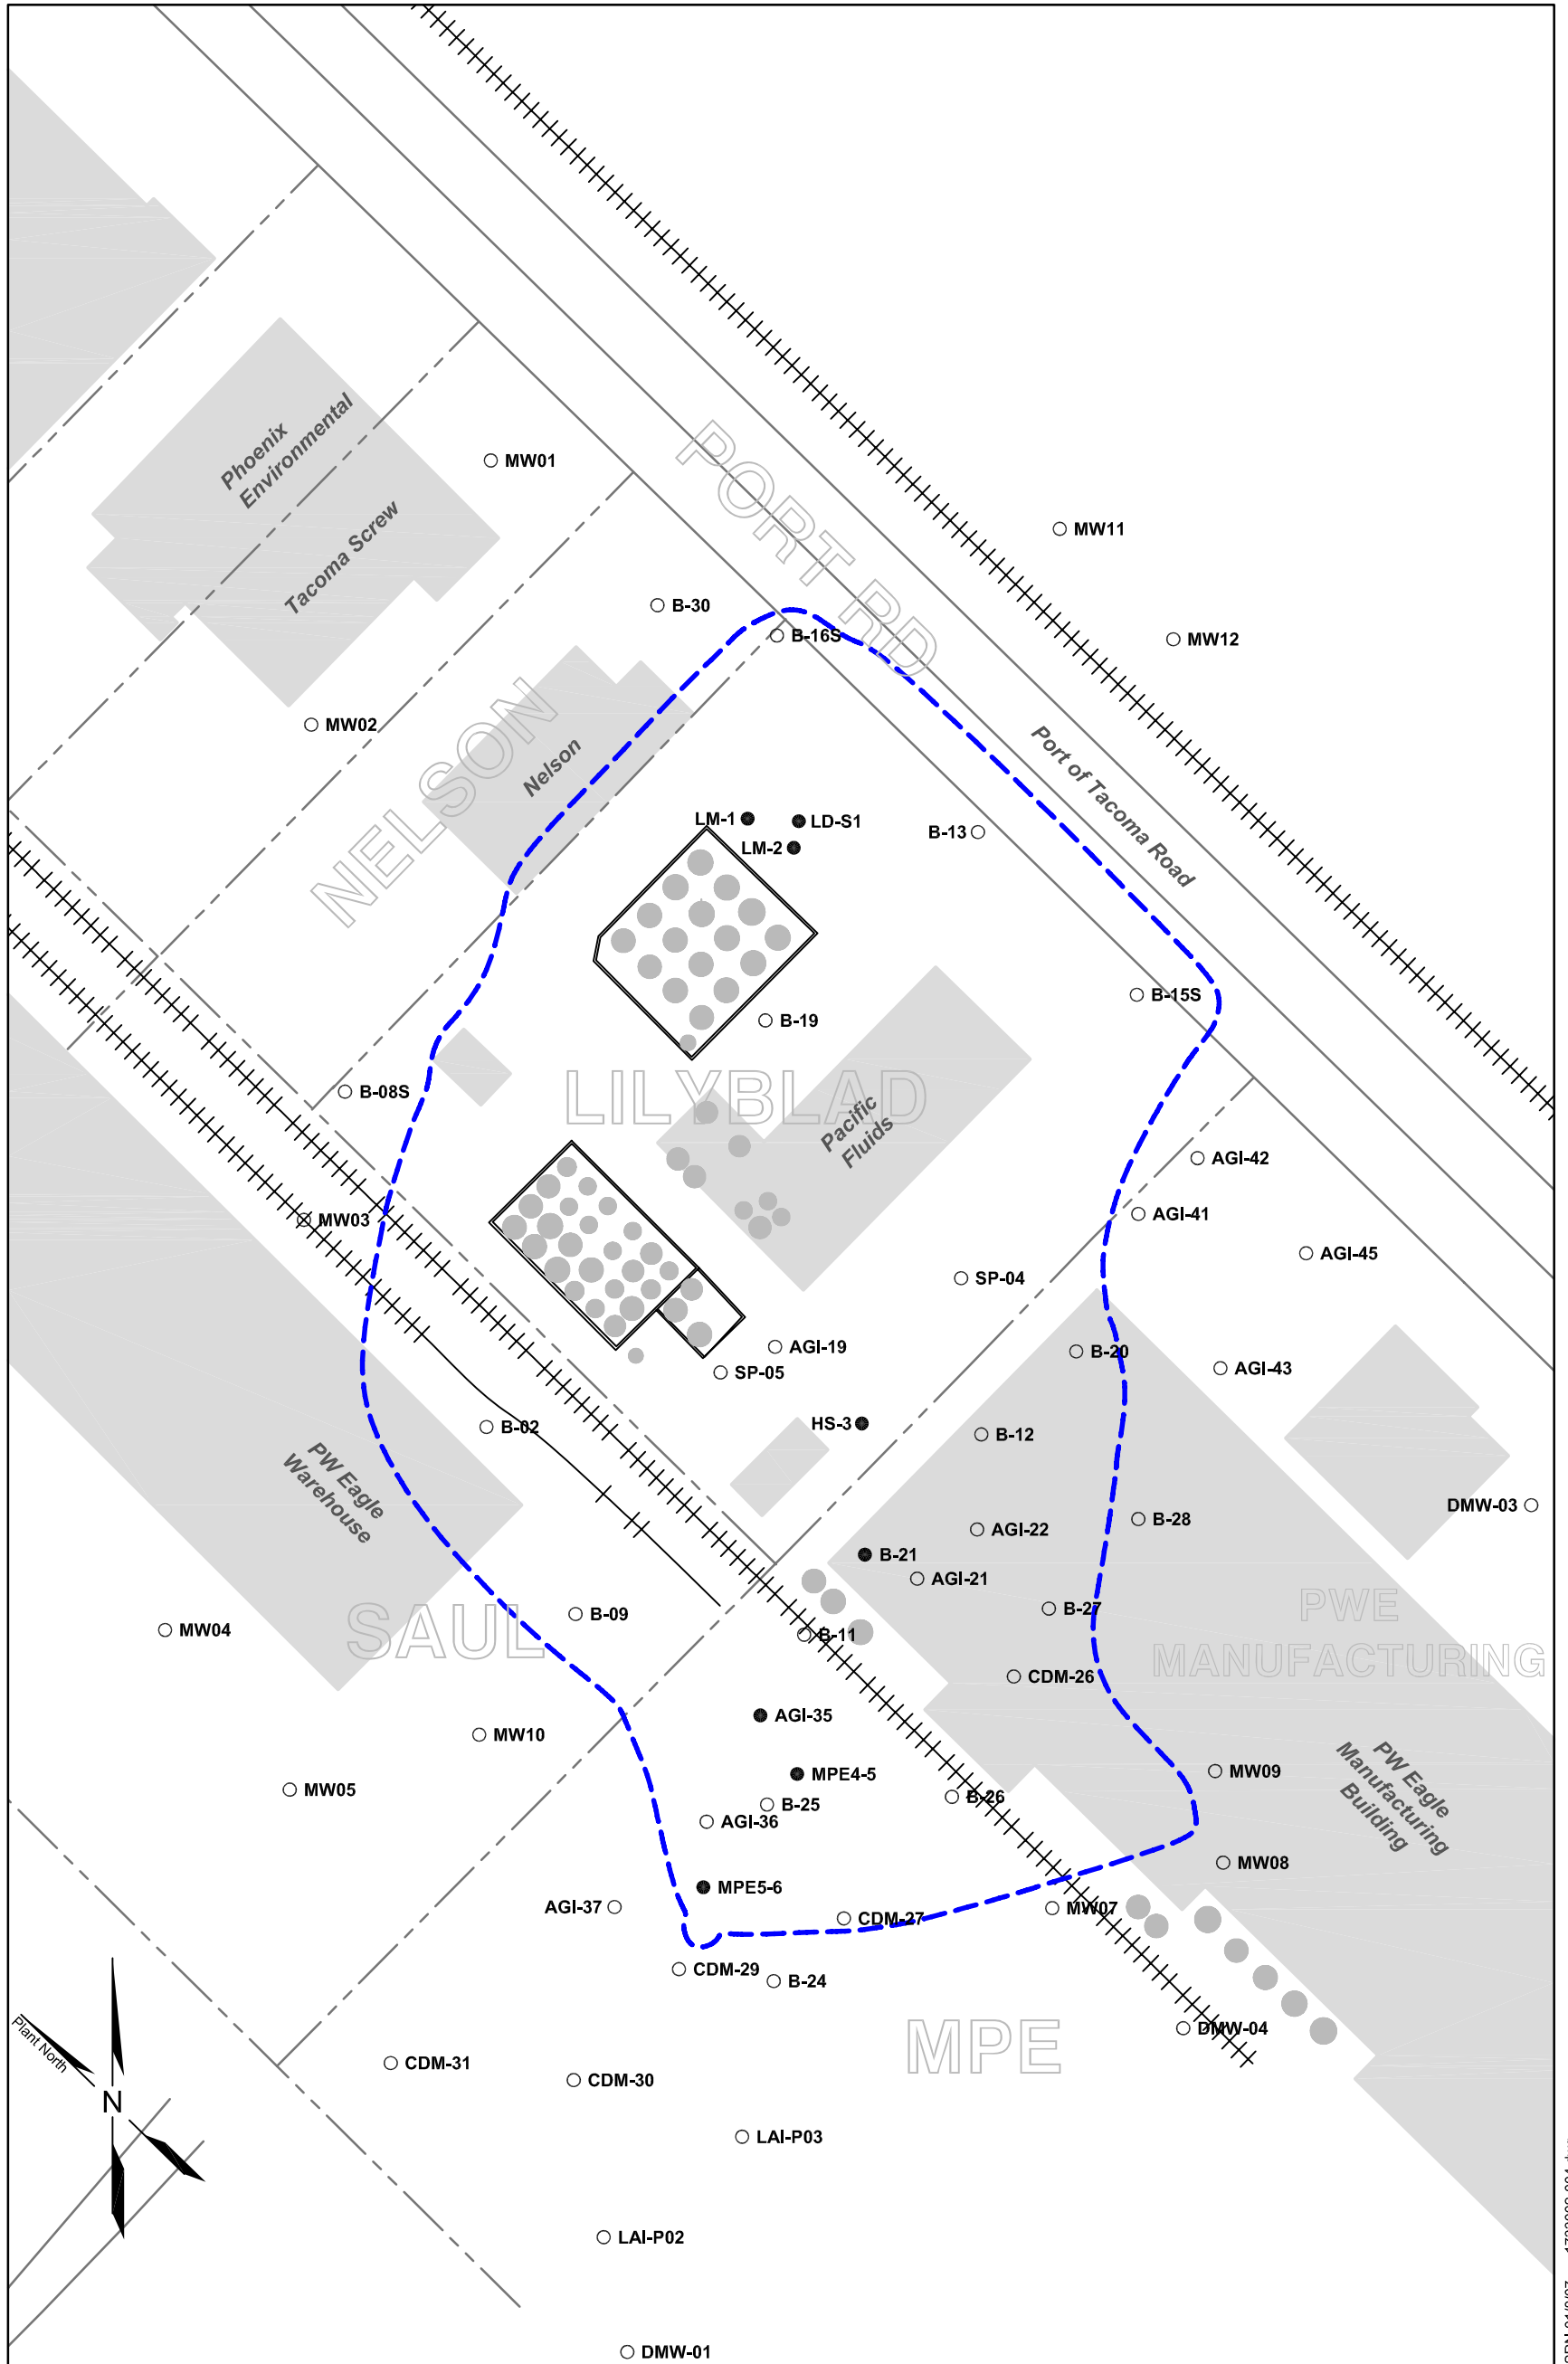 Phoenix
Environmental
MW01
PORT RD
MW11
Tacoma Screw
B-30
B-16S
MW12
NELSON
Nelson
MW02
Port of Tacoma Road
LM-1
LD-S1
LM-2
B-13
B-15S
B-19
B-08S
LILYBLAD
Pacific
Fluids
AGI-42
MW03
AGI-41
AGI-45
SP-04
AGI-19
B-20
SP-05
AGI-43
B-02
HS-3
B-12
PW Eagle
Warehouse
DMW-03
B-28
AGI-22
B-21
AGI-21
B-27
PWE
MANUFACTURING
B-09
SAUL
MW04
B-11
CDM-26
AGI-35
MW10
MPE4-5
MW09
PW Eagle
Manufacturing
Building
MW05
B-25
B-26
AGI-36
MW08
MPE5-6
AGI-37
CDM-27
MW07
CDM-29
B-24
DMW-04
MPE
Plant North
N
CDM-31
CDM-30
LAI-P03
LAI-P02
DMW-01